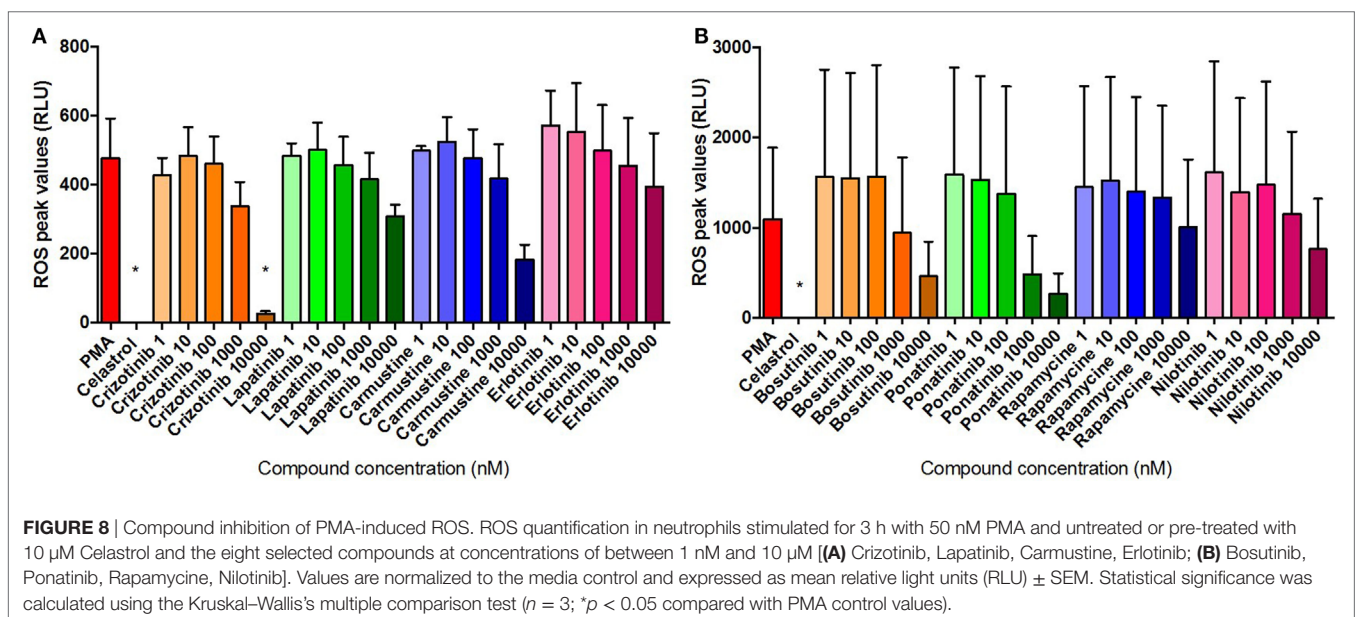 A
800
600
400
200
0
ROS peak values (RLU)
*
*
PMA
Celastrol
Crizotinib 1
Crizotinib 10
Crizotinib 100
Crizotinib 1000
Crizotinib 10000
Lapatinib 1
Lapatinib 10
Lapatinib 100
Lapatinib 1000
Lapatib 10000
Carmustine 1
Carmustine 10
Carmustine 100
Carmustine 1000
Carmustine 10000
Erlotinib 1
Erlotinib 10
Erlotinib 100
Erlotinib 1000
Erlotinib 10000
Compound concentration (nM)
B
3000
2000
1000
0
ROS peak values (RLU)
*
PMA
Celastrol
Bosutinib 1
Bosutinib 10
Bosutinib 100
Bosutinib 1000
Bosutinib 10000
Ponatinib 1
Ponatinib 10
Ponatinib 100
Ponatinib 1000
Ponatinib 10000
Rapamycine 1
Rapamycine 10
Rapamycine 100
Rapamycine 1000
Rapamycine 10000
Nilotinib 1
Nilotinib 10
Nilotinib 100
Nilotinib 1000
Nilotinib 10000
Compound concentration (nM)
FIGURE 8 | Compound inhibition of PMA-induced ROS. ROS quantification in neutrophils stimulated for 3 h with 50 nM PMA and untreated or pre-treated with
10 µM Celastrol and the eight selected compounds at concentrations of between 1 nM and 10 µM [(A) Crizotinib, Lapatinib, Carmustine, Erlotinib; (B) Bosutinib,
Ponatinib, Rapamycine, Nilotinib]. Values are normalized to the media control and expressed as mean relative light units (RLU) ± SEM. Statistical significance was
calculated using the Kruskal–Wallis's multiple comparison test (n = 3; *p < 0.05 compared with PMA control values).